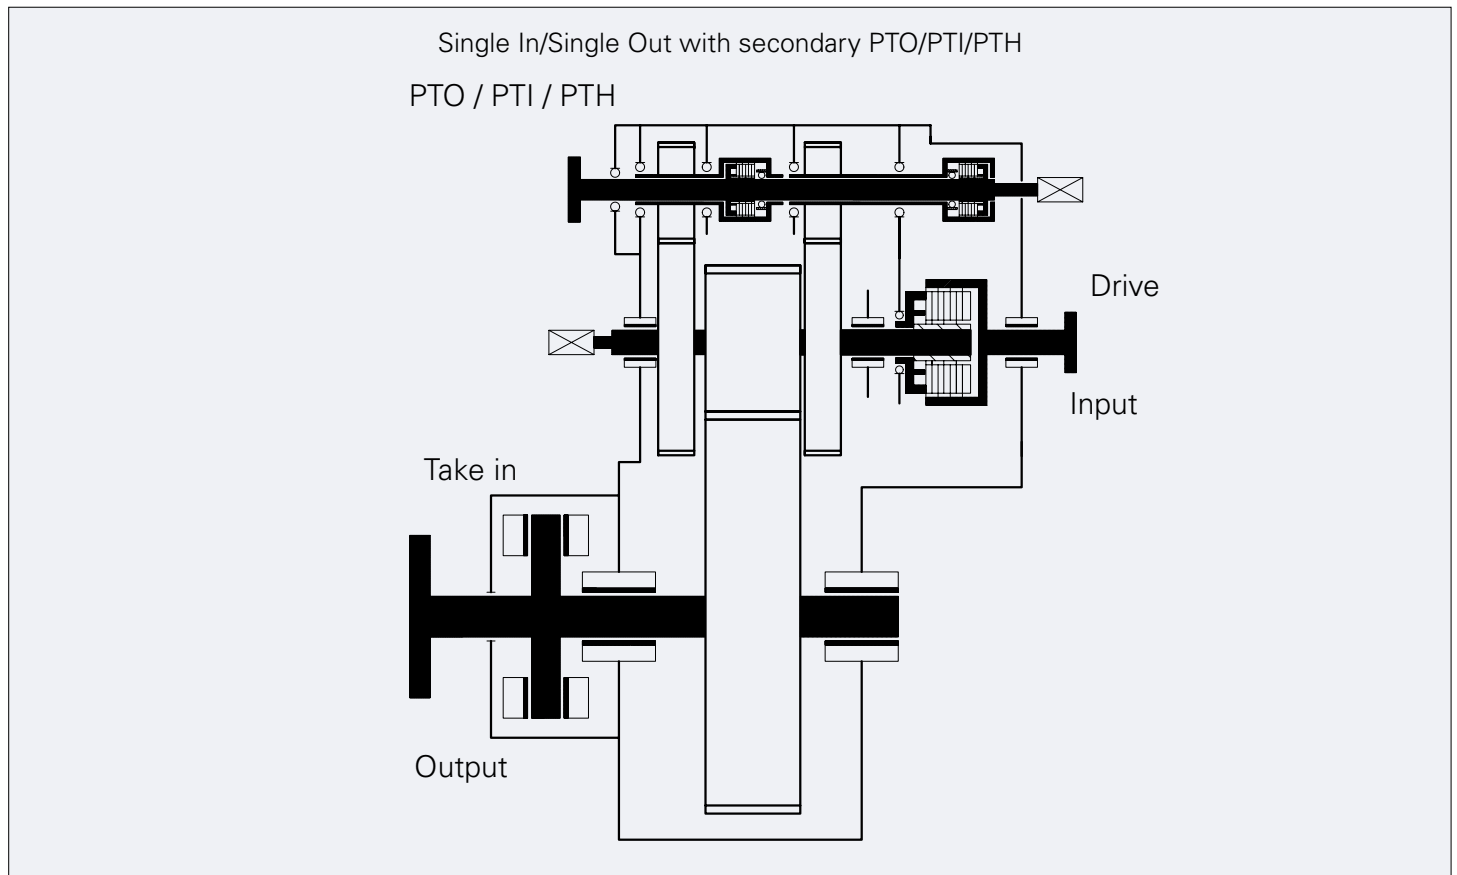 Single In/Single Out with secondary PTO/PTI/PTH
PTO / PTI / PTH
Drive
Input
Take in
Output